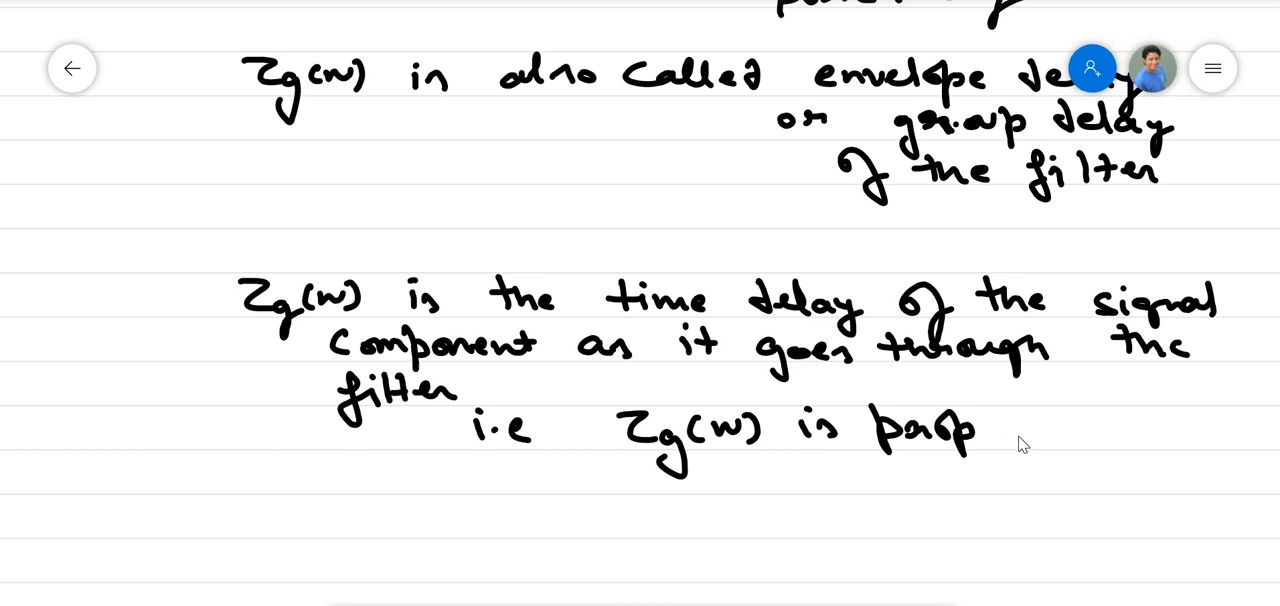 τg(w) is also called envelope delay
or group delay
of the filter
τg(w) is the time delay of the signal
component as it goes through the
filter
i.e τg(w) is prop